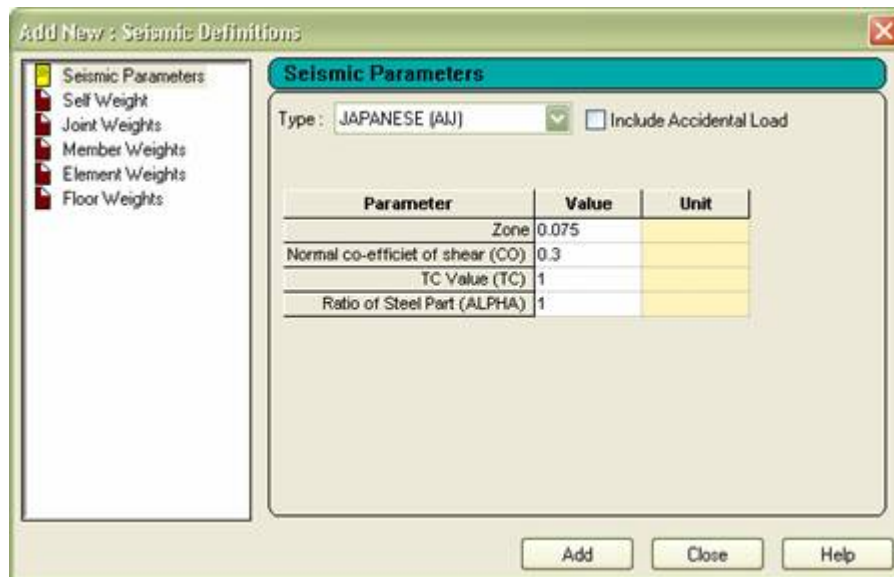 Add New : Seismic Definitions
Seismic Parameters
Self Weight
Joint Weights
Member Weights
Element Weights
Floor Weights
Seismic Parameters
Type : JAPANESE (AIJ) Include Accidental Load
Parameter Value Unit
Zone 0.075
Normal co-efficiet of shear (CO) 0.3
TC Value (TC) 1
Ratio of Steel Part (ALPHA) 1
Add Close Help